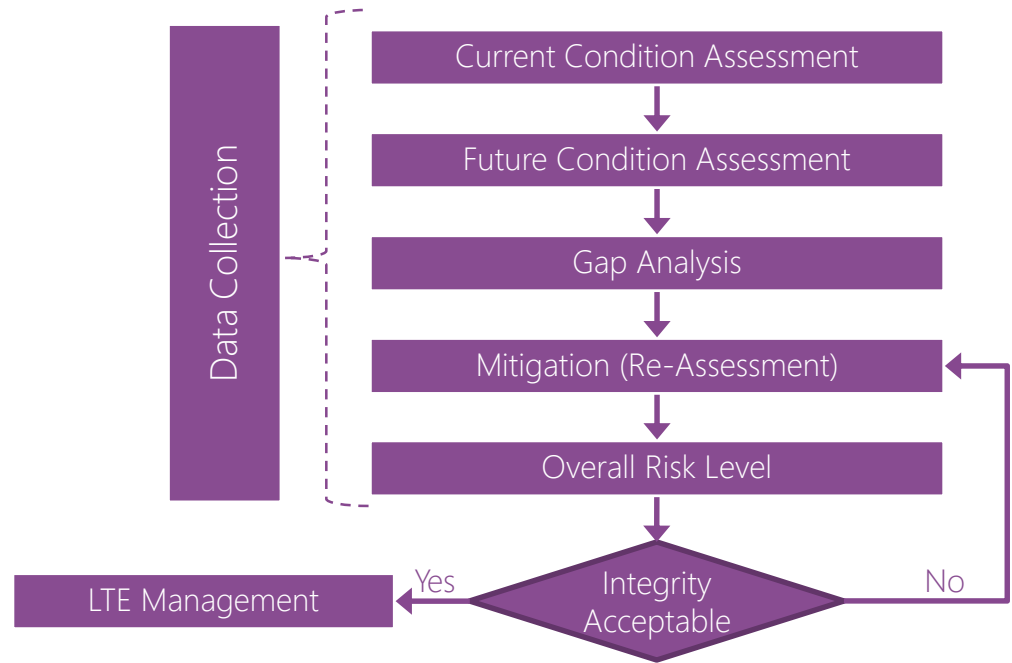 Data Collection
Current Condition Assessment
Future Condition Assessment
Gap Analysis
Mitigation (Re-Assessment)
Overall Risk Level
Integrity
Acceptable
Yes
No
LTE Management